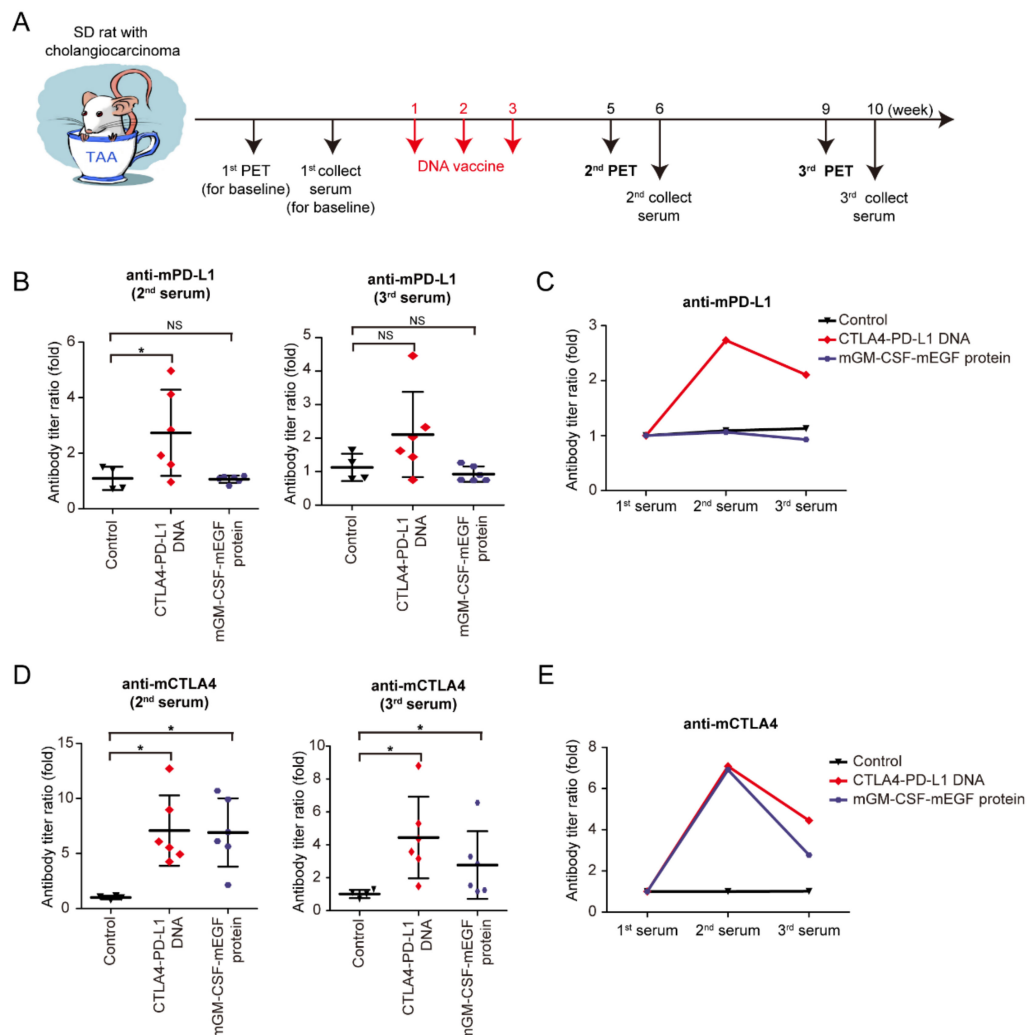 A
SD rat with
cholangiocarcinoma
TAA
1 2 3 5 6 9 10 (week)
1st PET
(for baseline)
1st collect
serum
(for baseline)
DNA vaccine
2nd PET
2nd collect
serum
3rd PET
3rd collect
serum
B
anti-mPD-L1
(2nd serum)
NS
*
Antibody titer ratio (fold)
6
4
2
0
Control
CTLA4-PD-L1
DNA
mGM-CSF-mEGF
protein
anti-mPD-L1
(3rd serum)
NS
NS
Antibody titer ratio (fold)
5
4
3
2
1
0
Control
CTLA4-PD-L1
DNA
mGM-CSF-mEGF
protein
C
anti-mPD-L1
Antibody titer ratio (fold)
3
2
1
0
1st serum 2nd serum 3rd serum
Control
CTLA4-PD-L1 DNA
mGM-CSF-mEGF protein
D
anti-mCTLA4
(2nd serum)
*
*
Antibody titer ratio (fold)
15
10
5
0
Control
CTLA4-PD-L1
DNA
mGM-CSF-mEGF
protein
anti-mCTLA4
(3rd serum)
*
*
Antibody titer ratio (fold)
10
8
6
4
2
0
Control
CTLA4-PD-L1
DNA
mGM-CSF-mEGF
protein
E
anti-mCTLA4
Antibody titer ratio (fold)
8
6
4
2
0
1st serum 2nd serum 3rd serum
Control
CTLA4-PD-L1 DNA
mGM-CSF-mEGF protein